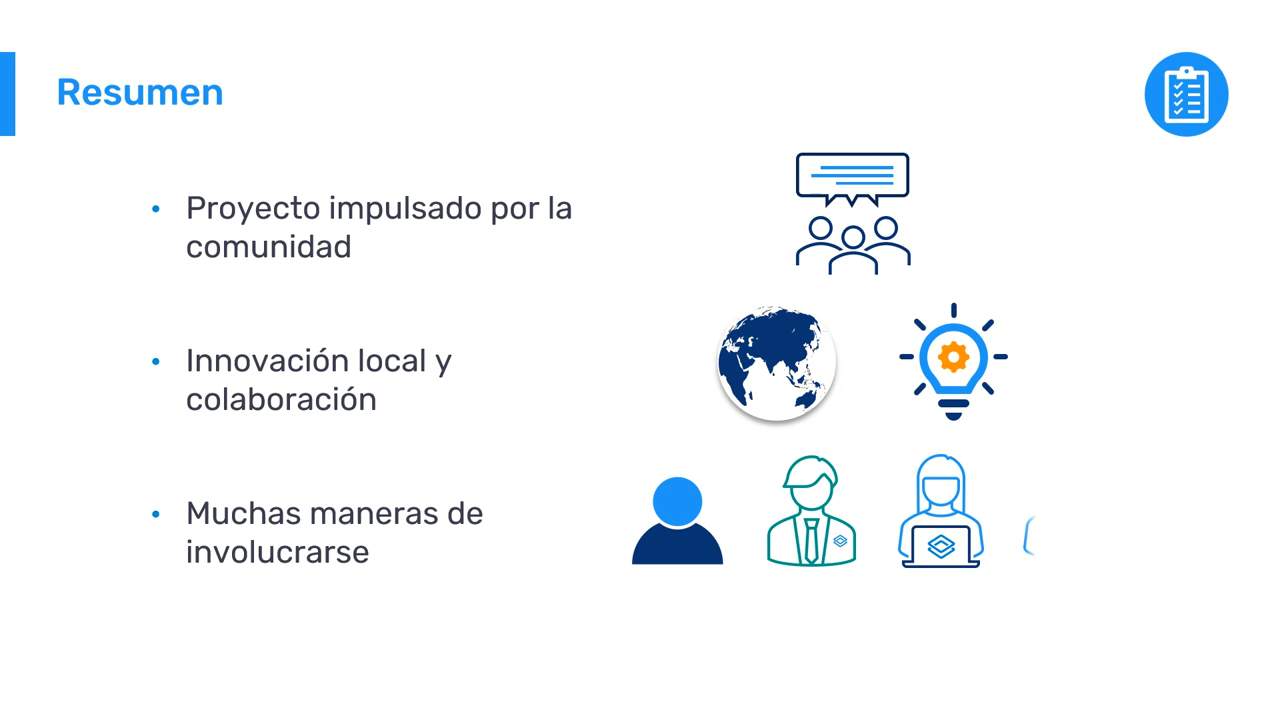 Resumen
• Proyecto impulsado por la
comunidad
• Innovación local y
colaboración
• Muchas maneras de
involucrarse